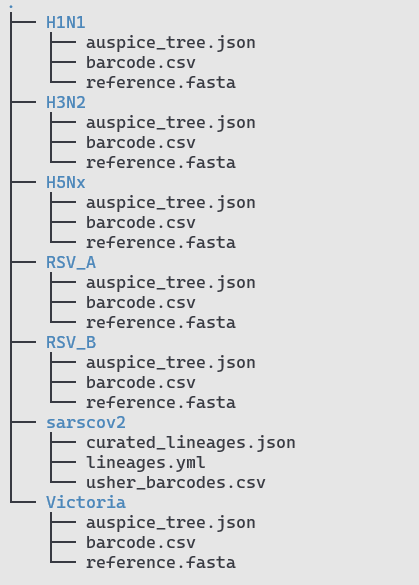 .
├── H1N1
│   ├── auspice_tree.json
│   ├── barcode.csv
│   └── reference.fasta
├── H3N2
│   ├── auspice_tree.json
│   ├── barcode.csv
│   └── reference.fasta
├── H5Nx
│   ├── auspice_tree.json
│   ├── barcode.csv
│   └── reference.fasta
├── RSV_A
│   ├── auspice_tree.json
│   ├── barcode.csv
│   └── reference.fasta
├── RSV_B
│   ├── auspice_tree.json
│   ├── barcode.csv
│   └── reference.fasta
├── sarscov2
│   ├── curated_lineages.json
│   ├── lineages.yml
│   └── usher_barcodes.csv
└── Victoria
    ├── auspice_tree.json
    ├── barcode.csv
    └── reference.fasta